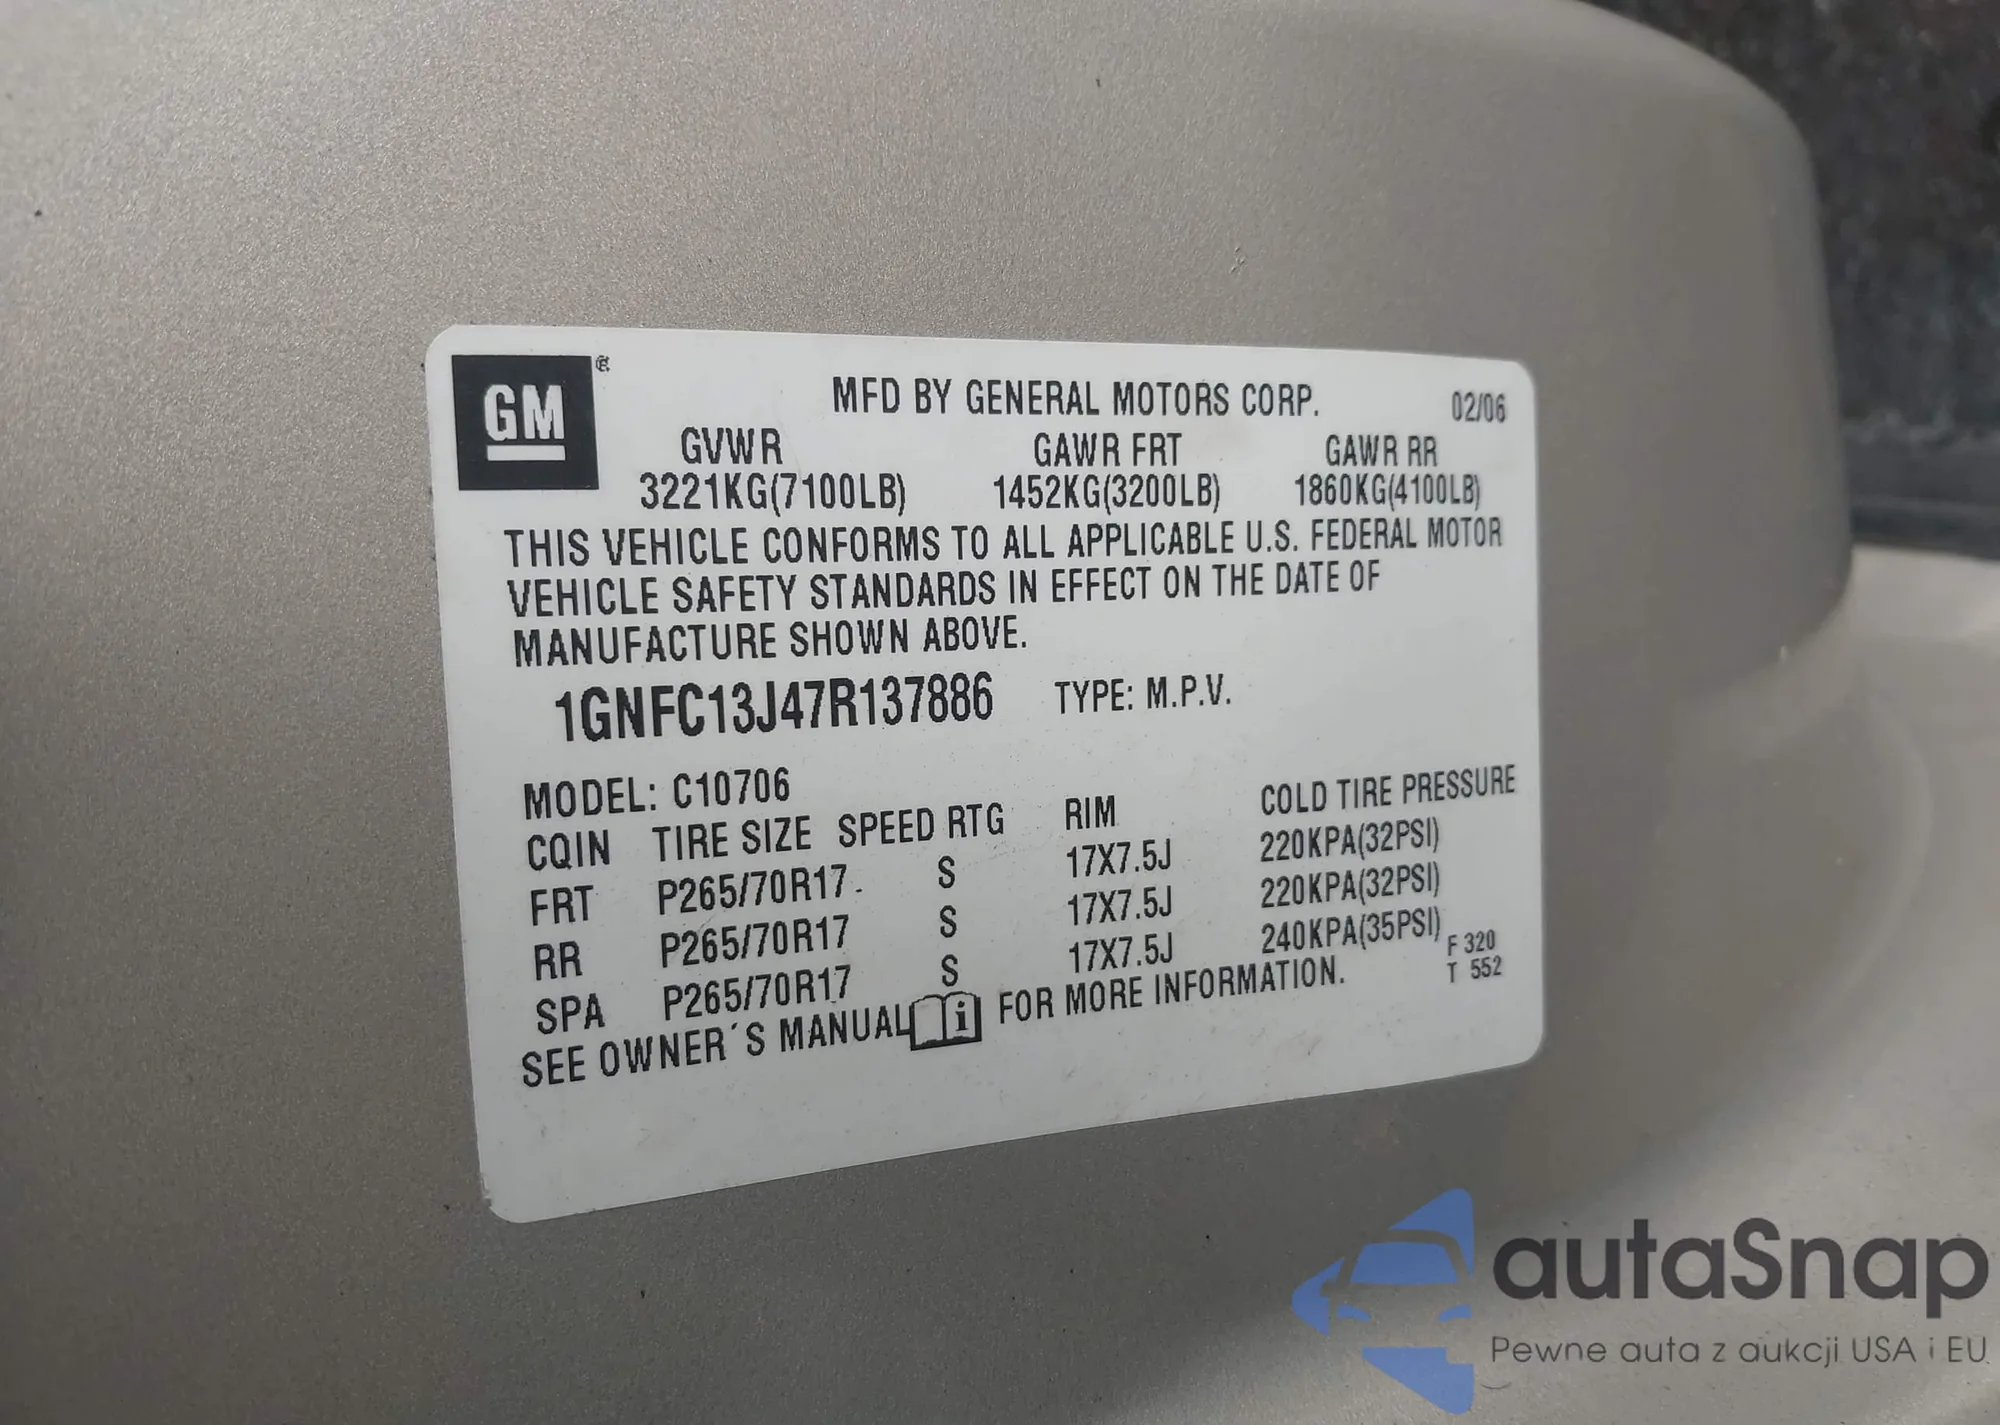 GM®
MFD BY GENERAL MOTORS CORP. 02/06
GVWR GAWR FRT GAWR RR
3221KG(7100LB) 1452KG(3200LB) 1860KG(4100LB)
THIS VEHICLE CONFORMS TO ALL APPLICABLE U.S. FEDERAL MOTOR
VEHICLE SAFETY STANDARDS IN EFFECT ON THE DATE OF
MANUFACTURE SHOWN ABOVE.
1GNFC13J47R137886 TYPE: M.P.V.
MODEL: C10706
CQIN TIRE SIZE SPEED RTG RIM COLD TIRE PRESSURE
FRT P265/70R17 S 17X7.5J 220KPA(32PSI)
RR P265/70R17 S 17X7.5J 220KPA(32PSI)
SPA P265/70R17 S 17X7.5J 240KPA(35PSI)
SEE OWNER´S MANUAL i FOR MORE INFORMATION.
F 320
T 552
autoSnap
Pewne auta z aukcji USA i EU